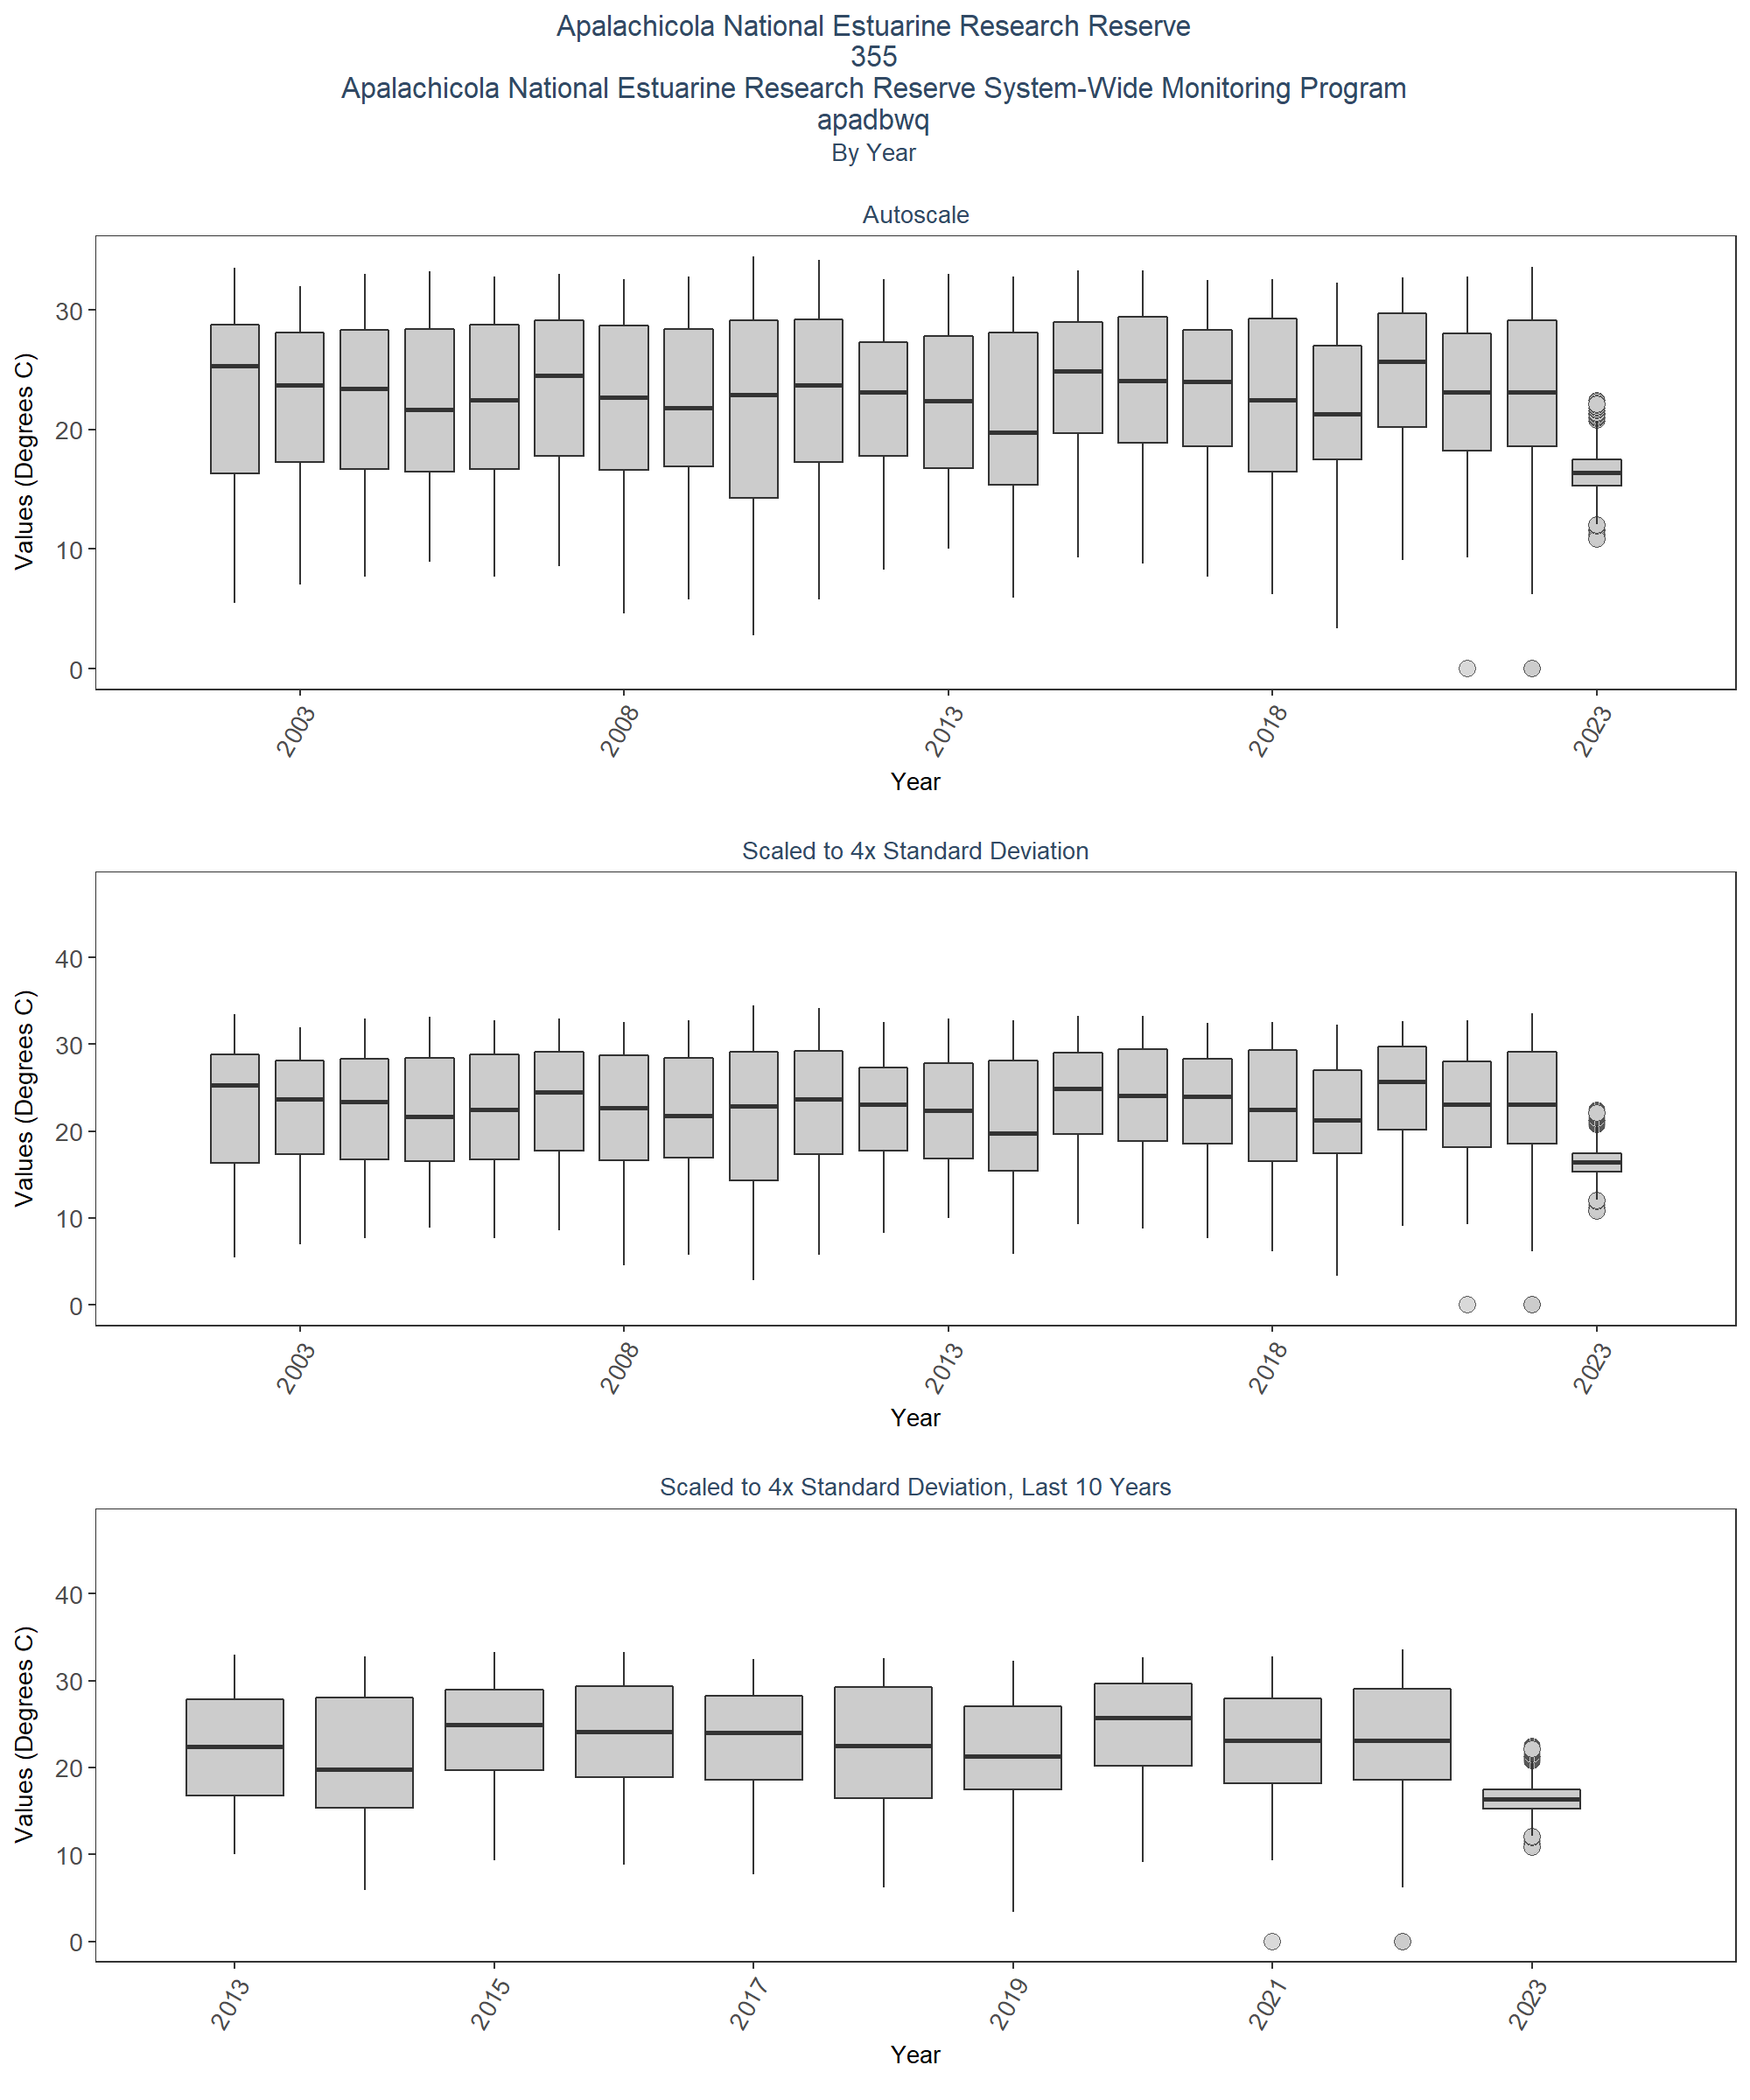 Apalachicola National Estuarine Research Reserve
355
Apalachicola National Estuarine Research Reserve System-Wide Monitoring Program
apadbwq
By Year
Autoscale
Values (Degrees C)
30
20
10
0
2003 2008 2013 2018 2023
Year
Scaled to 4x Standard Deviation
Values (Degrees C)
40
30
20
10
0
2003 2008 2013 2018 2023
Year
Scaled to 4x Standard Deviation, Last 10 Years
Values (Degrees C)
40
30
20
10
0
2013 2015 2017 2019 2021 2023
Year